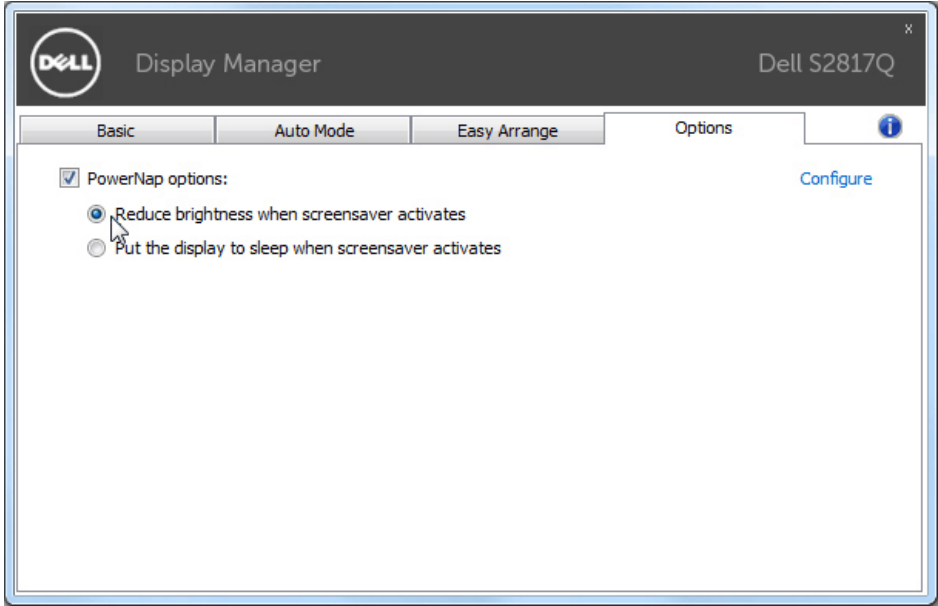 x
DELL Display Manager Dell S2817Q
Basic Auto Mode Easy Arrange Options i
PowerNap options: Configure
Reduce brightness when screensaver activates
Put the display to sleep when screensaver activates